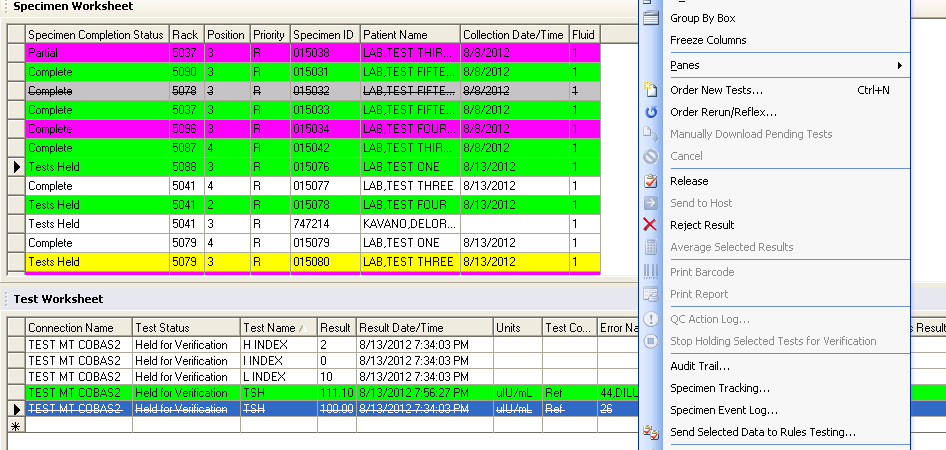 Specimen Worksheet
Specimen Completion Status Rack Position Priority Specimen ID Patient Name Collection Date/Time Fluid
Partial 5037 3 R 015038 LAB,TEST THIR... 8/8/2012 1
Complete 5090 3 R 015031 LAB,TEST FIFTE... 8/8/2012 1
Complete 5078 3 R 015032 LAB,TEST FIFTE... 8/9/2012 1
Complete 5037 3 R 015033 LAB,TEST FIFTE... 8/8/2012 1
Complete 5096 3 R 015034 LAB,TEST FOUR... 8/8/2012 1
Complete 5087 4 R 015042 LAB,TEST THIR... 8/8/2012 1
Tests Held 5088 3 R 015076 LAB,TEST ONE 8/13/2012 1
Complete 5041 4 R 015077 LAB,TEST THREE 8/13/2012 1
Tests Held 5041 2 R 015078 LAB,TEST FOUR 8/13/2012 1
Tests Held 5041 3 R 747214 KAVANO,DELOR... 1
Complete 5079 4 R 015079 LAB,TEST ONE 8/13/2012 1
Tests Held 5079 3 R 015080 LAB,TEST THREE 8/13/2012 1
Test Worksheet
Connection Name Test Status Test Name Result Result Date/Time Units Test Co... Error Na
TEST MT COBAS2 Held for Verification H INDEX 2 8/13/2012 7:34:03 PM
TEST MT COBAS2 Held for Verification I INDEX 0 8/13/2012 7:34:03 PM
TEST MT COBAS2 Held for Verification L INDEX 10 8/13/2012 7:34:03 PM
TEST MT COBAS2 Held for Verification TSH 111.10 8/13/2012 7:56:27 PM uIU/mL Ref 44,DILU
TEST MT COBAS2 Held for Verification TSH 100.00 8/13/2012 7:34:03 PM uIU/mL Ref 26
Group By Box
Freeze Columns
Panes
Order New Tests... Ctrl+N
Order Rerun/Reflex...
Manually Download Pending Tests
Cancel
Release
Send to Host
Reject Result
Average Selected Results
Print Barcode
Print Report
QC Action Log...
Stop Holding Selected Tests for Verification
Audit Trail...
Specimen Tracking...
Specimen Event Log...
Send Selected Data to Rules Testing...
s Result